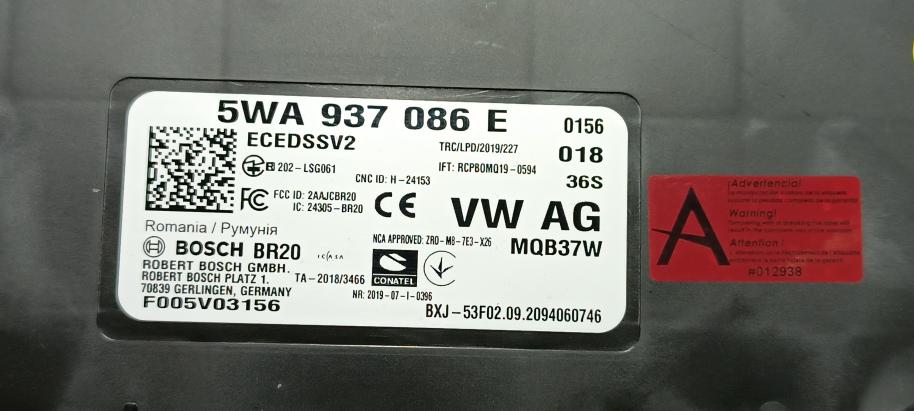 5WA 937 086 E
0156
ECEDSSV2
TRC/LPD/2019/227
018
R 202-LSG061
IFT: RCPBOMQ19-0594
CNC ID: H-24153
36S
FCC ID: 2AAJCBR20
IC: 24305-BR20
CE
VW AG
Romania / Румунія
NCA APPROVED: ZRO-M8-7E3-X26
MQB37W
BOSCH BR20
ICASA
ROBERT BOSCH GMBH.
ROBERT BOSCH PLATZ 1.
TA-2018/3466
CONATEL
70839 GERLINGEN, GERMANY
NR: 2019-07-I-0396
F005V03156
BXJ-53F02.09.2094060746
A
¡Advertencia!
Warning!
Attention!
#012938